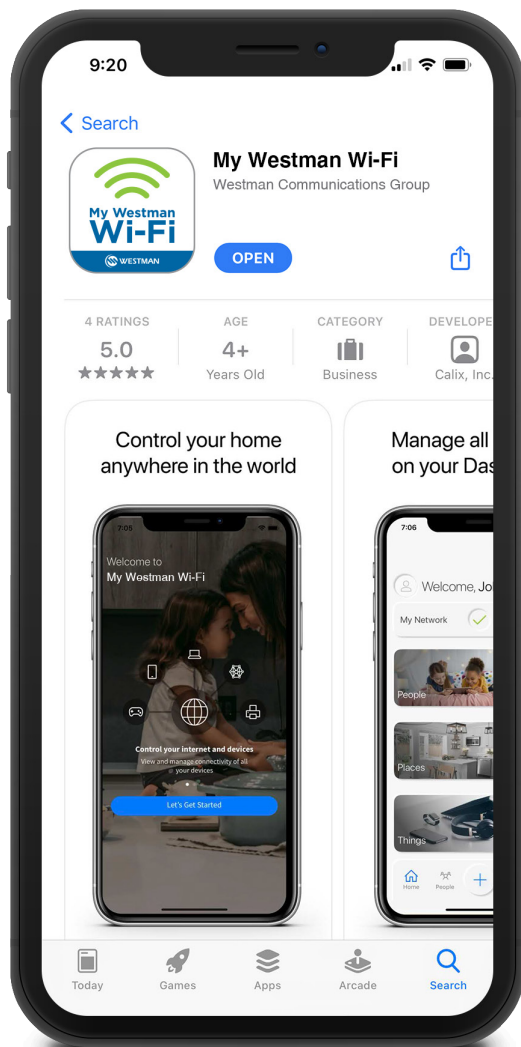 9:20
Search
My Westman
Wi-Fi
WESTMAN
My Westman Wi-Fi
Westman Communications Group
OPEN
4 RATINGS
AGE
CATEGORY
DEVELOPE
5.0
4+
Years Old
Business
Calix, Inc.
Control your home
anywhere in the world
Manage all
on your Das
7:05
Welcome to
My Westman Wi-Fi
Control your internet and devices
View and manage connectivity of all
your devices
Let's Get Started
7:06
Welcome, Jo
My Network
People
Places
Things
Home
People
Today
Games
Apps
Arcade
Search